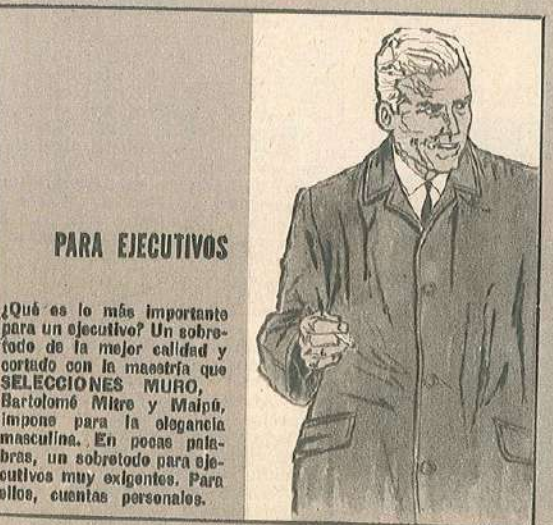 PARA EJECUTIVOS
¿Qué es lo más importante
para un ejecutivo? Un sobre-
todo de la mejor calidad y
cortado con la maestría que
SELECCIONES MURO,
Bartolomé Mitre y Maipú,
impone para la elegancia
masculina. En pocas pala-
bras, un sobretodo para eje-
cutivos muy exigentes. Para
ellos, cuentas personales.